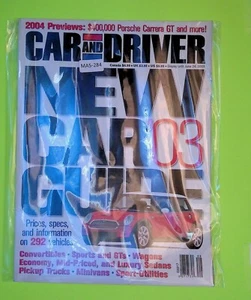 2004 Previews: $400,000 Porsche Carrera GT and more!
CAR AND DRIVER
MAS-284
NEW
CAR 03
GUIDE
Prices, specs,
and information
on 292 vehicles
Convertibles • Sports and GTs • Wagons
Economy, Mid-Priced, and Luxury Sedans
Pickup Trucks • Minivans • Sport-Utilities